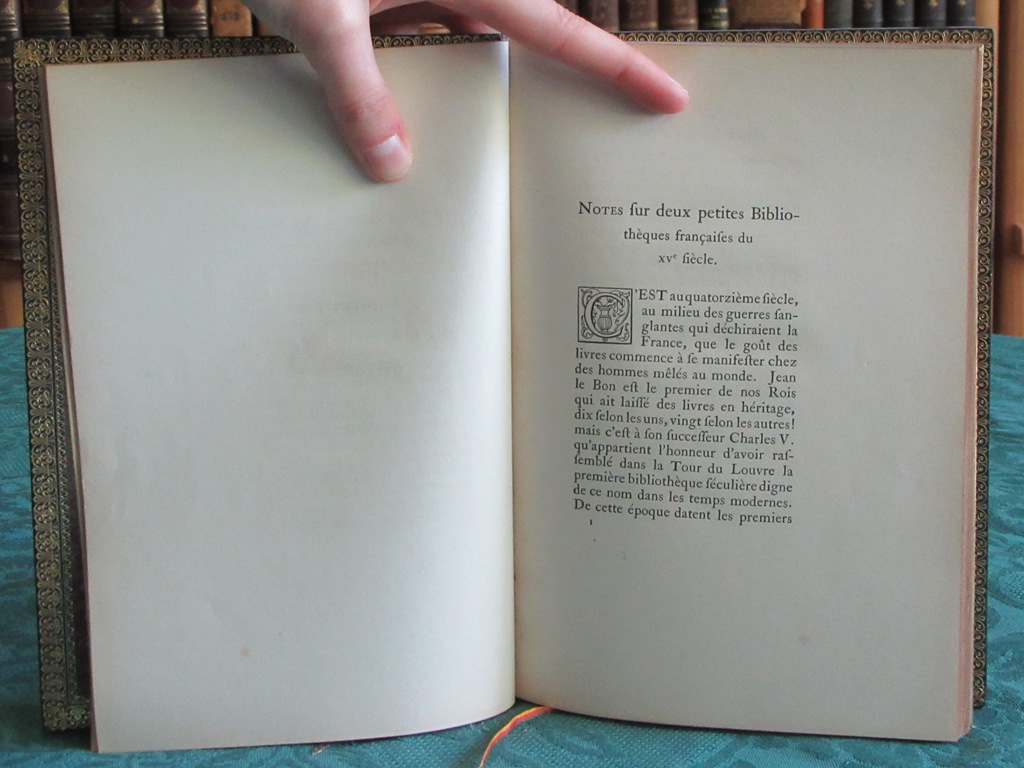 NOTES ſur deux petites Biblio-
thèques françaiſes du
XVᵉ ſiècle.
C'EST au quatorzième ſiècle,
au milieu des guerres ſan-
glantes qui déchiraient la
France, que le goût des
livres commence à ſe manifeſter chez
des hommes mêlés au monde. Jean
le Bon eſt le premier de nos Rois
qui ait laiſſé des livres en héritage,
dix ſelon les uns, vingt ſelon les autres!
mais c'eſt à ſon ſucceſſeur Charles V.
qu'appartient l'honneur d'avoir raſ-
ſemblé dans la Tour du Louvre la
première bibliothèque ſéculière digne
de ce nom dans les temps modernes.
De cette époque datent les premiers
1